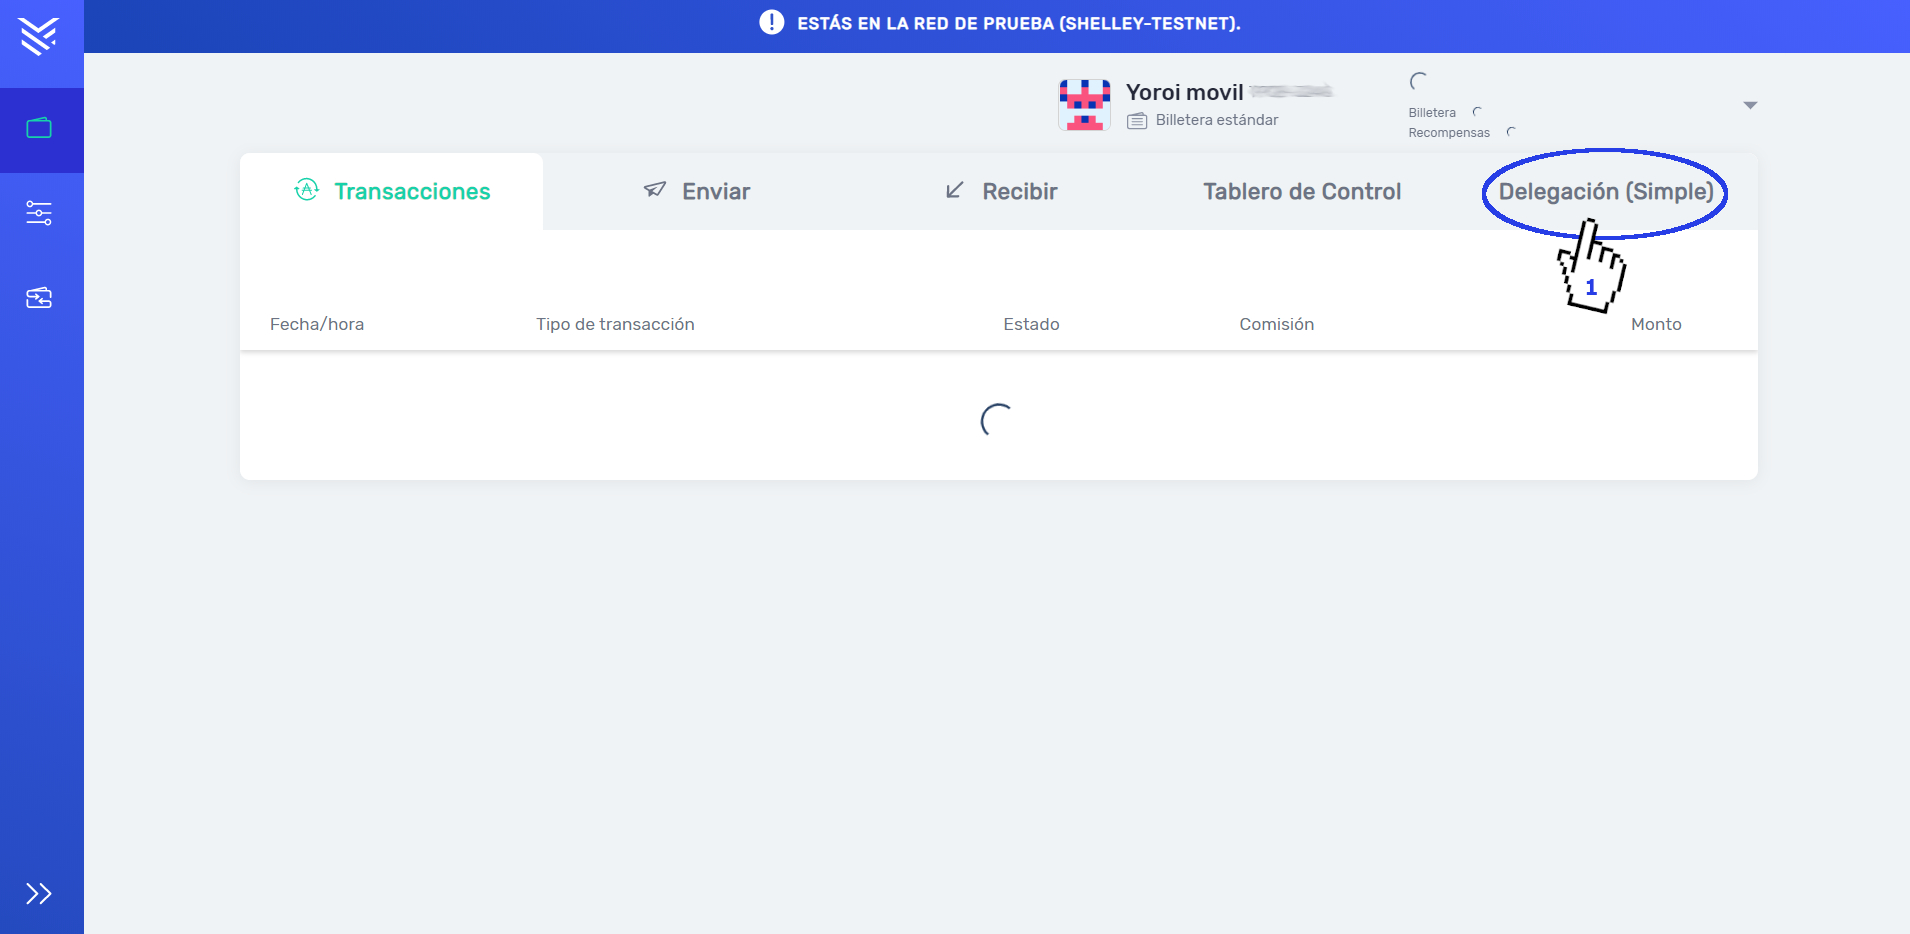 ESTÁS EN LA RED DE PRUEBA (SHELLEY-TESTNET).
Yoroi movil
Billetera estándar
Billetera
Recompensas
Transacciones
Enviar
Recibir
Tablero de Control
Delegación (Simple)
1
Fecha/hora
Tipo de transacción
Estado
Comisión
Monto